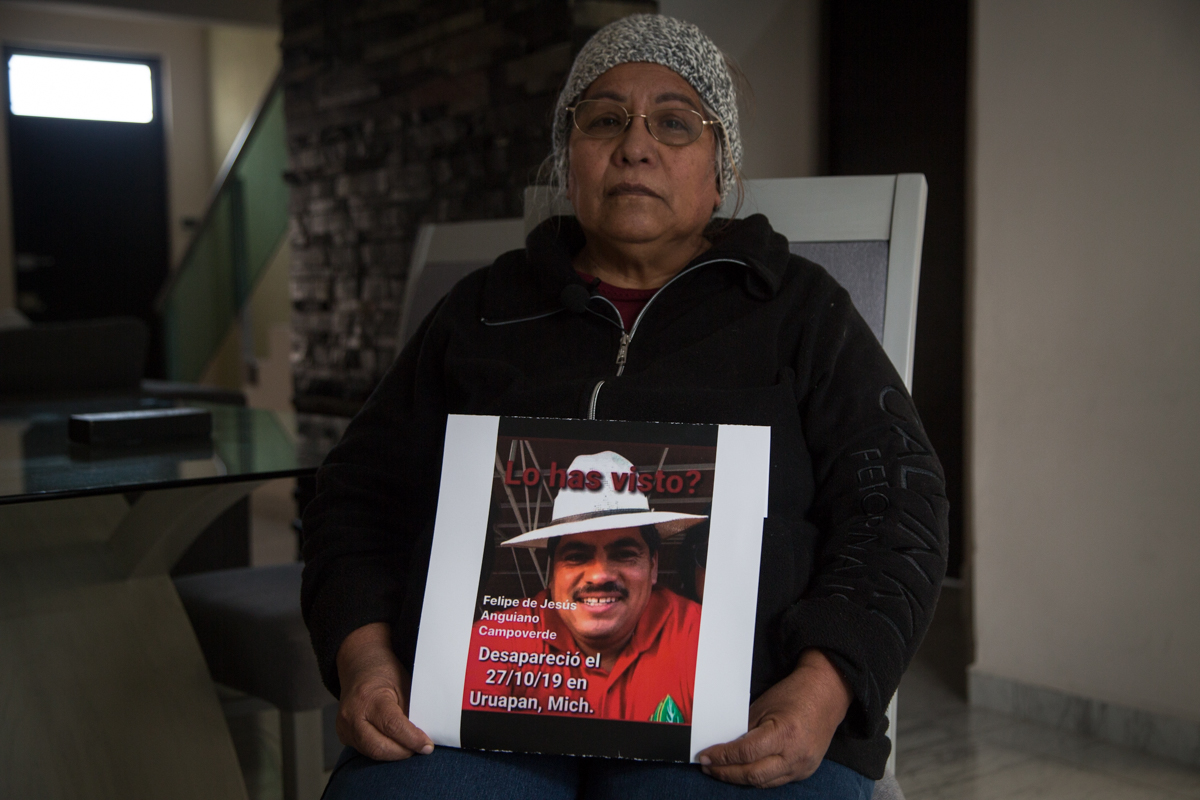 Lo has visto?
Felipe de Jesús
Anguiano
Campoverde
Desapareció el
27/10/19 en
Uruapan, Mich.